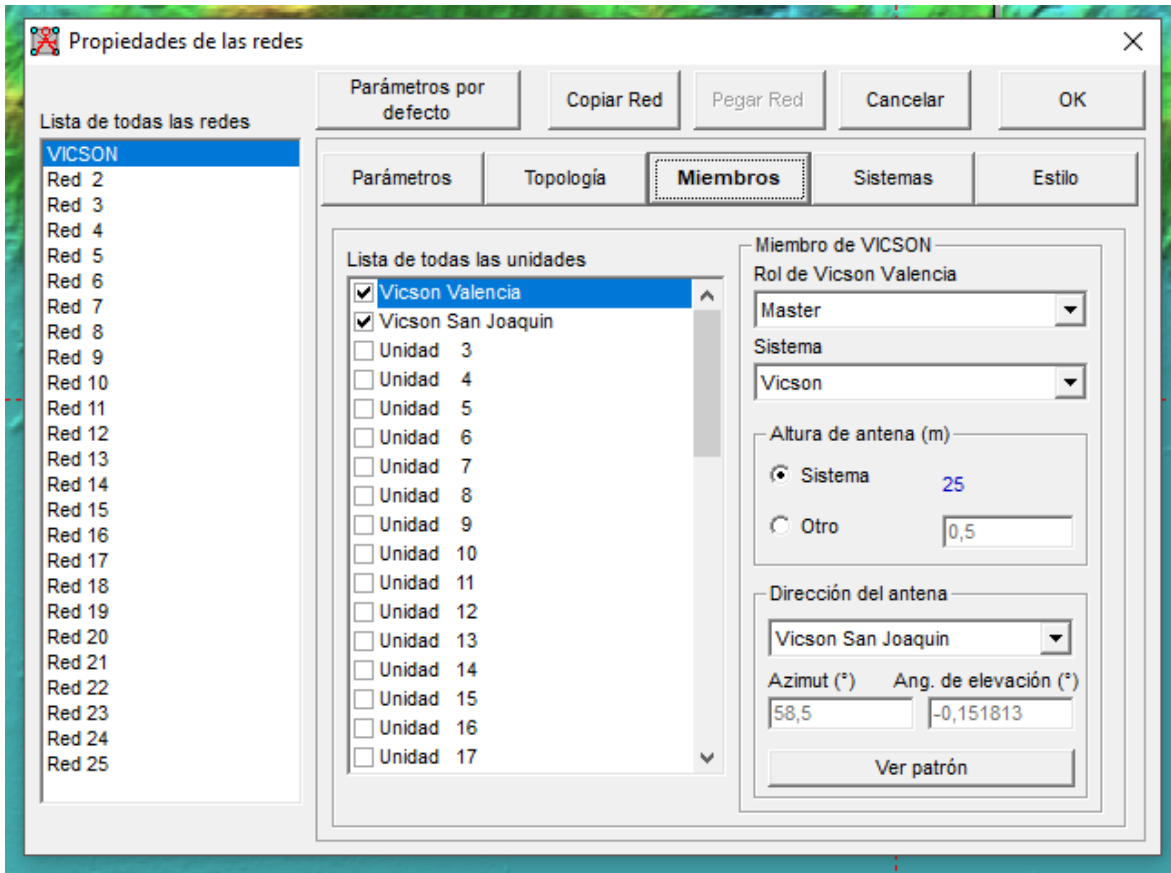 Propiedades de las redes
Parámetros por defecto
Copiar Red
Pegar Red
Cancelar
OK
Lista de todas las redes
VICSON
Red 2
Red 3
Red 4
Red 5
Red 6
Red 7
Red 8
Red 9
Red 10
Red 11
Red 12
Red 13
Red 14
Red 15
Red 16
Red 17
Red 18
Red 19
Red 20
Red 21
Red 22
Red 23
Red 24
Red 25
Parámetros
Topología
Miembros
Sistemas
Estilo
Lista de todas las unidades
Vicson Valencia
Vicson San Joaquin
Unidad 3
Unidad 4
Unidad 5
Unidad 6
Unidad 7
Unidad 8
Unidad 9
Unidad 10
Unidad 11
Unidad 12
Unidad 13
Unidad 14
Unidad 15
Unidad 16
Unidad 17
Miembro de VICSON
Rol de Vicson Valencia
Master
Sistema
Vicson
Altura de antena (m)
Sistema 25
Otro 0,5
Dirección del antena
Vicson San Joaquin
Azimut (°) Ang. de elevación (°)
58,5 -0,151813
Ver patrón